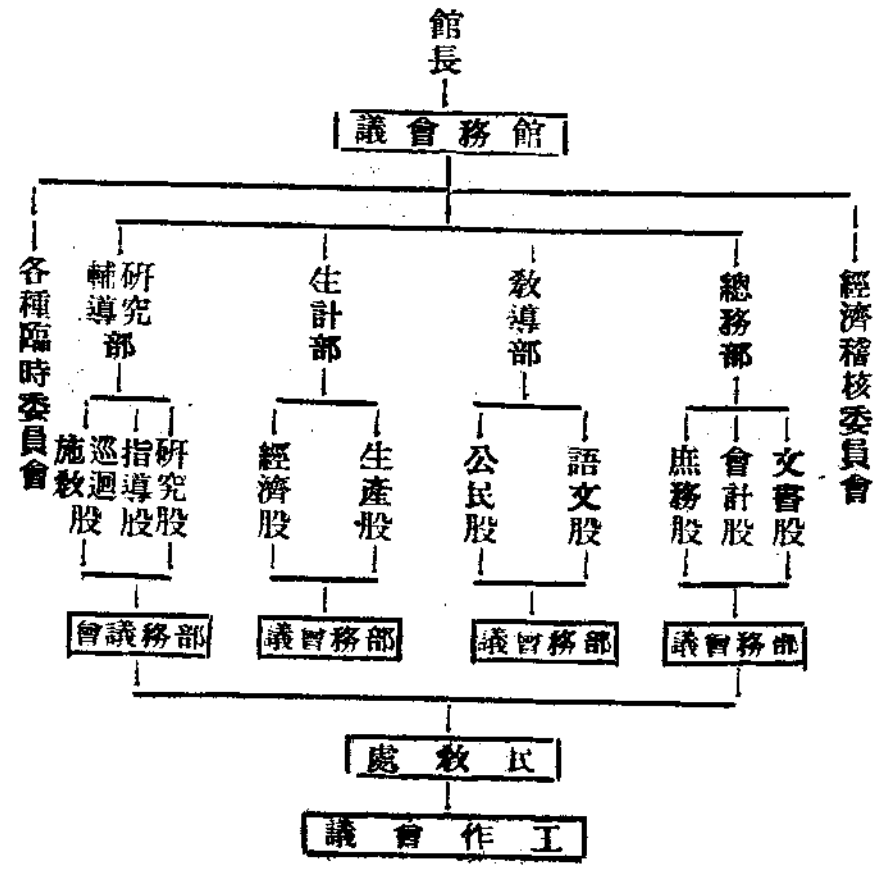 館長
館務會議
經濟稽核委員會
總務部
教導部
生計部
研究
輔導
部
各種臨時委員會
文書股
會計股
庶務股
語文股
公民股
生產股
經濟股
研究股
指導股
巡迴
施教
股
部務會議
部務會議
部務會議
部務議會
民教處
工作會議